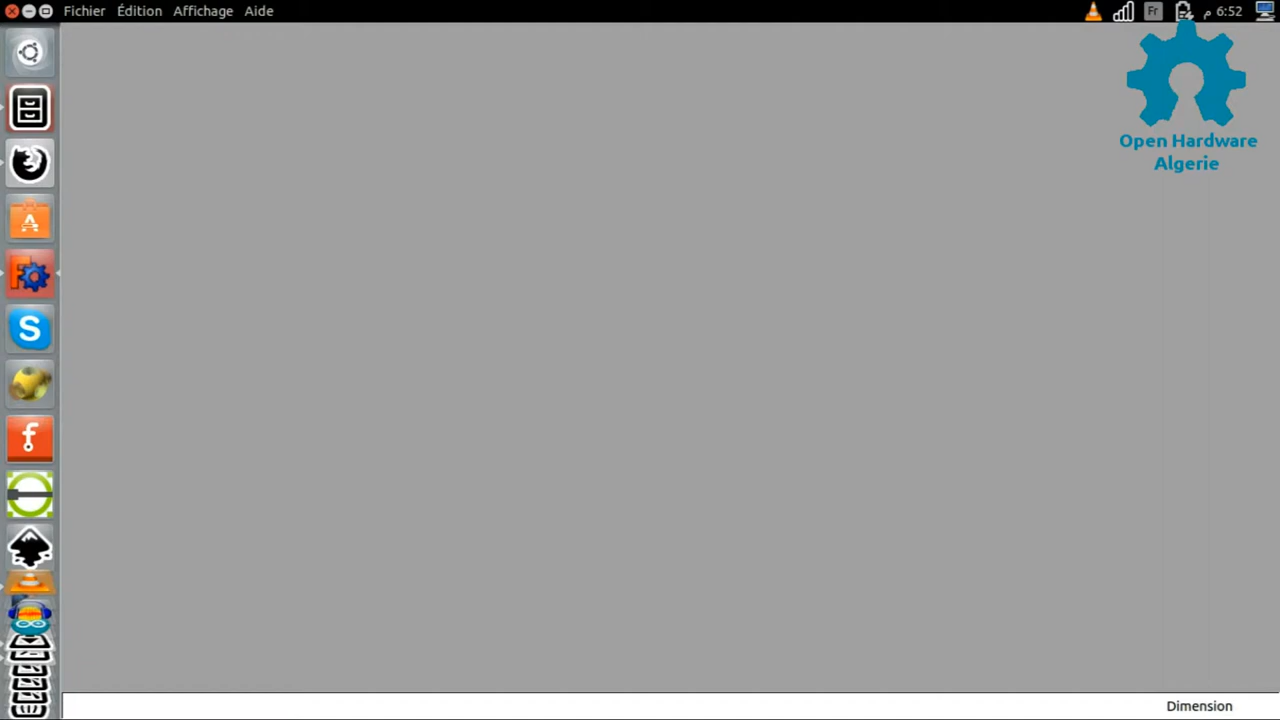 Fichier Édition Affichage Aide
Fr م 6:52
Open Hardware
Algerie
Dimension